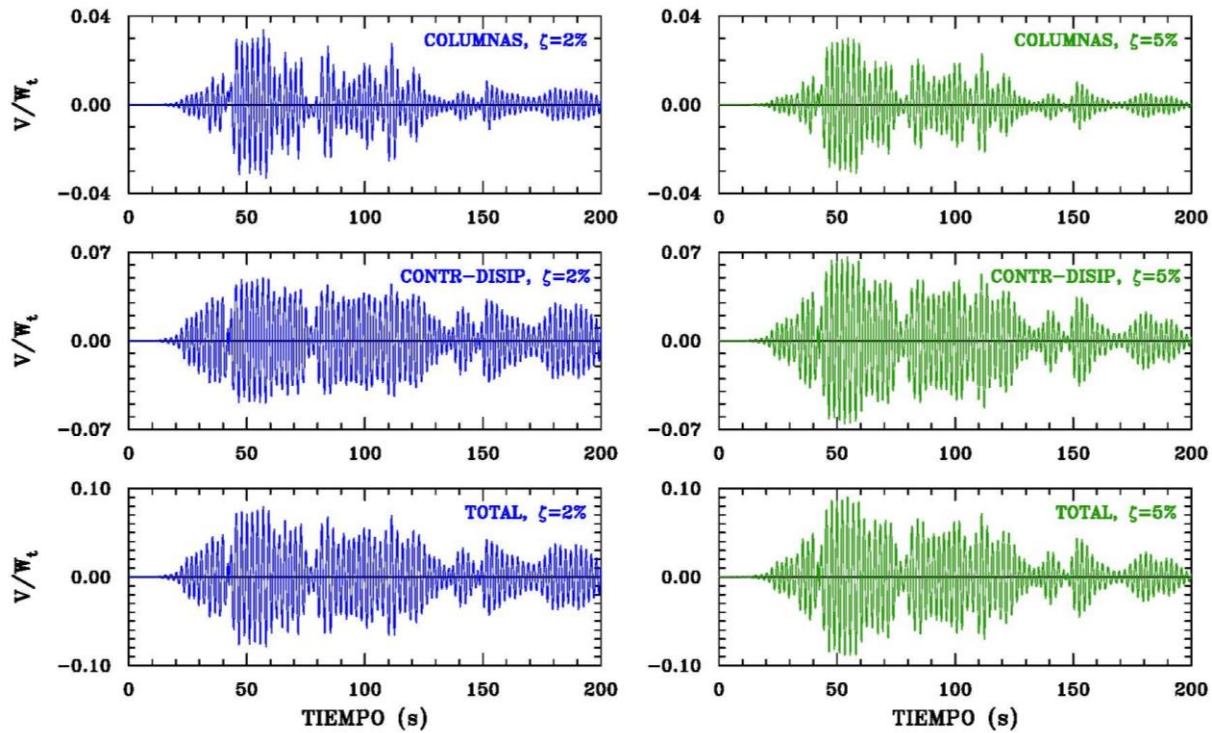 0.04
COLUMNAS, ζ=2%
V/Wt
0.00
-0.04
0 50 100 150 200
0.04
COLUMNAS, ζ=5%
0.00
-0.04
0 50 100 150 200
0.07
CONTR-DISIP, ζ=2%
V/Wt
0.00
-0.07
0 50 100 150 200
0.07
CONTR-DISIP, ζ=5%
0.00
-0.07
0 50 100 150 200
0.10
TOTAL, ζ=2%
V/Wt
0.00
-0.10
0 50 100 150 200
TIEMPO (s)
0.10
TOTAL, ζ=5%
0.00
-0.10
0 50 100 150 200
TIEMPO (s)